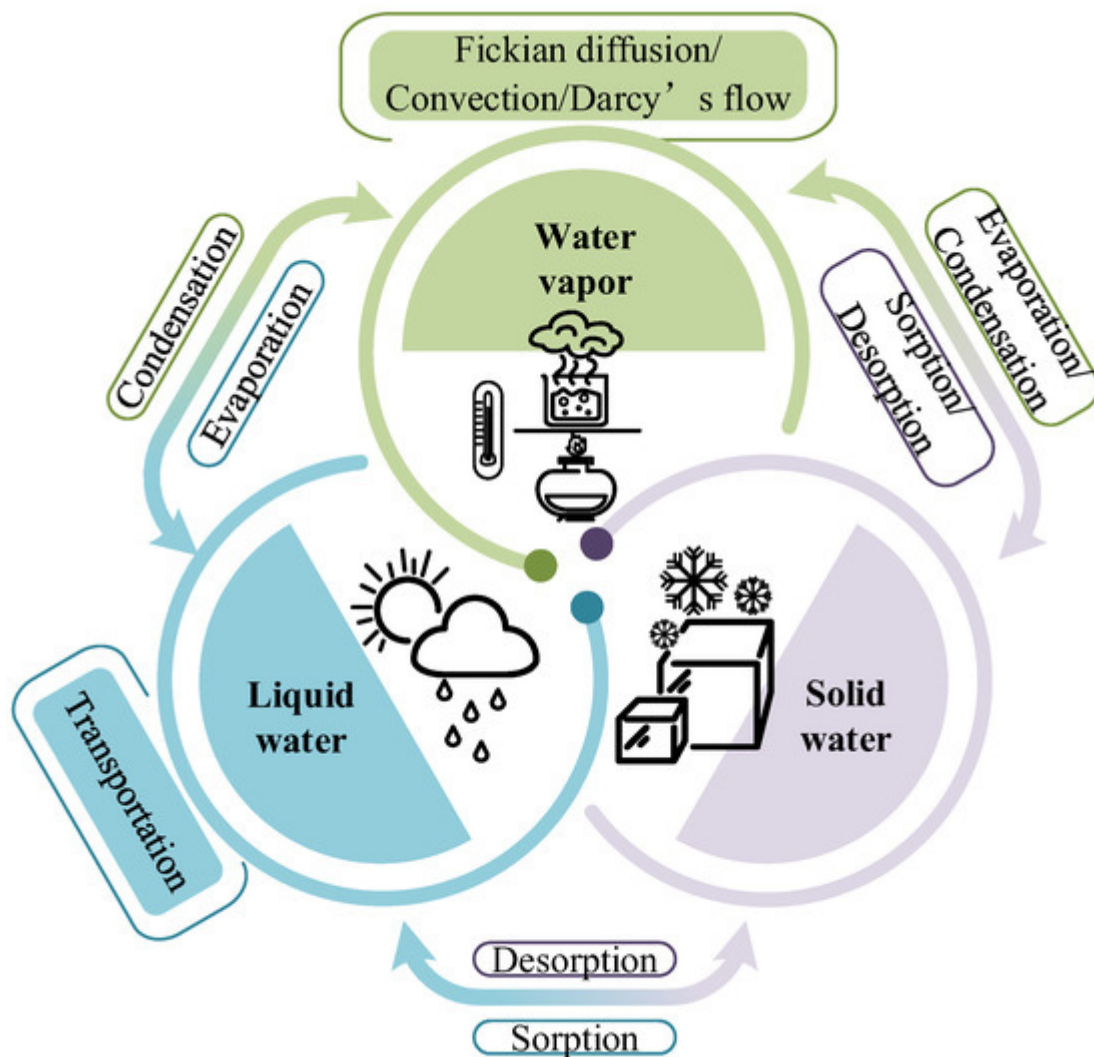 Fickian diffusion/
Convection/Darcy’s flow
Water
vapor
Condensation
Evaporation
Evaporation/
Condensation
Sorption/
Desorption
Liquid
water
Solid
water
Transportation
Desorption
Sorption